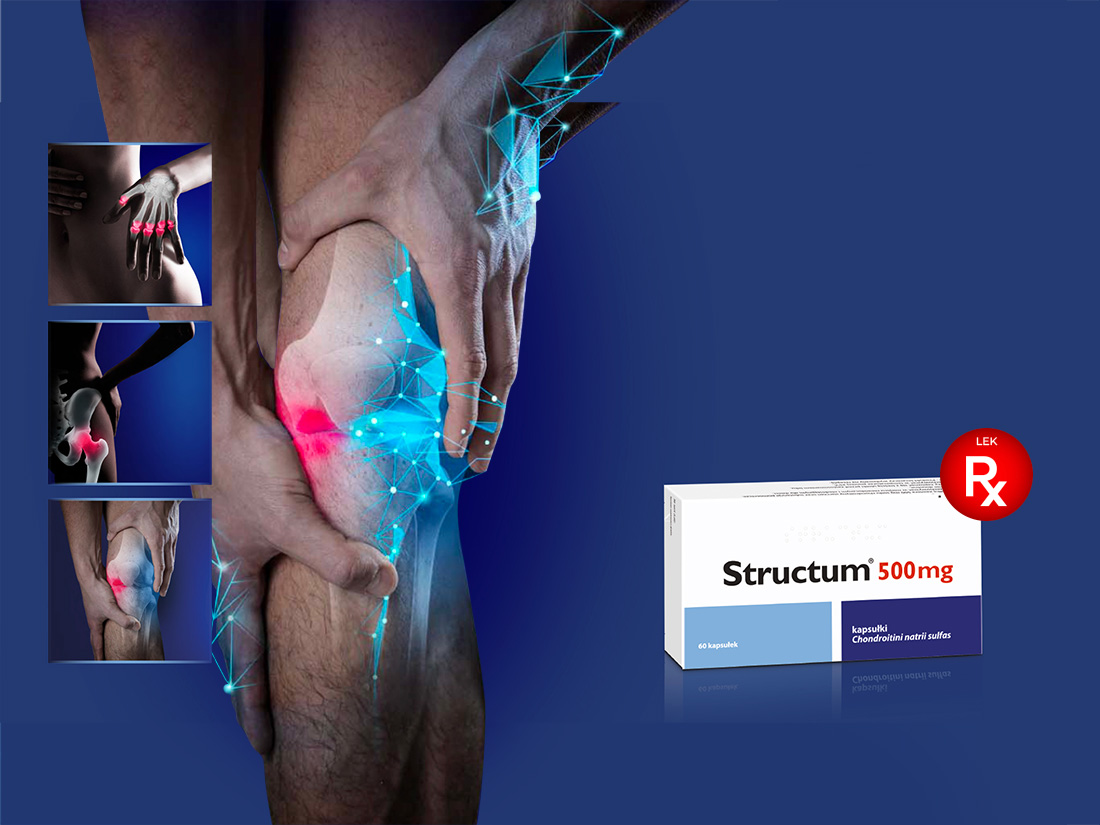 LEK
Rx
Structum® 500mg
60 kapsułek
kapsułki
Chondroitini natrii sulfas